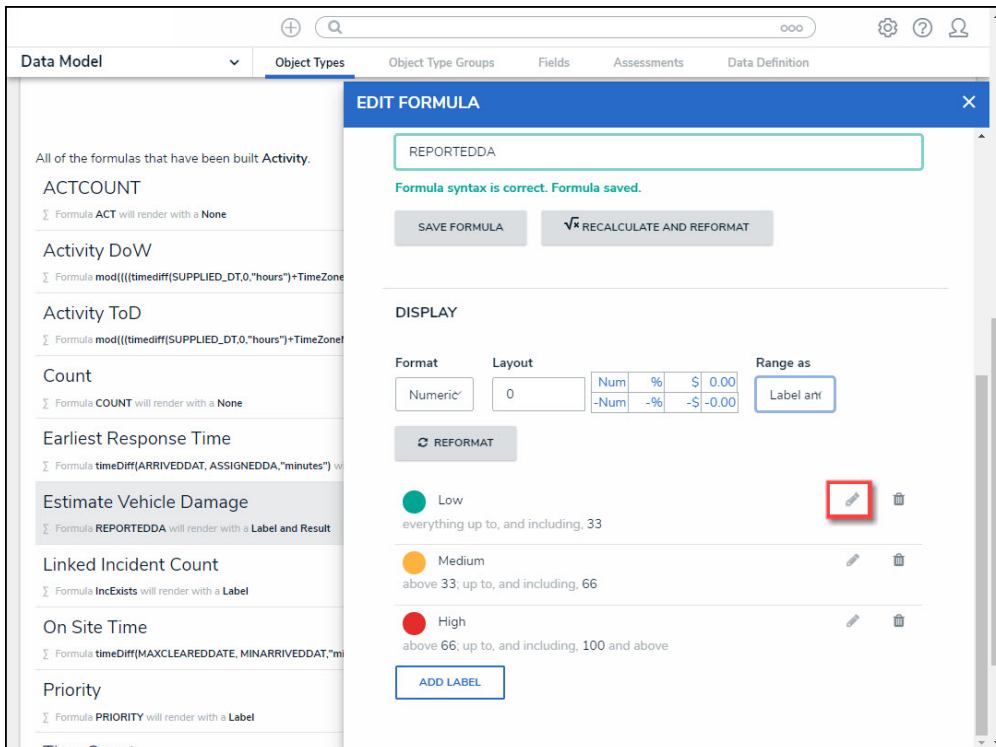 Data Model
Object Types
Object Type Groups
Fields
Assessments
Data Definition
All of the formulas that have been built Activity.
ACTCOUNT
∑ Formula ACT will render with a None
Activity DoW
∑ Formula mod((((timediff(SUPPLIED_DT,0,"hours")+TimeZone
Activity ToD
∑ Formula mod(((timediff(SUPPLIED_DT,0,"hours")+TimeZone
Count
∑ Formula COUNT will render with a None
Earliest Response Time
∑ Formula timeDiff(ARRIVEDDAT, ASSIGNEDDA,"minutes") w
Estimate Vehicle Damage
∑ Formula REPORTEDDA will render with a Label and Result
Linked Incident Count
∑ Formula IncExists will render with a Label
On Site Time
∑ Formula timeDiff(MAXCLEAREDDATE, MINARRIVEDDAT,"mi
Priority
∑ Formula PRIORITY will render with a Label
EDIT FORMULA
REPORTEDDA
Formula syntax is correct. Formula saved.
SAVE FORMULA
√x RECALCULATE AND REFORMAT
DISPLAY
Format Layout Range as
Numeric 0
Num % $ 0.00
-Num -% -$ -0.00
Label and
REFORMAT
Low
everything up to, and including, 33
Medium
above 33; up to, and including, 66
High
above 66; up to, and including, 100 and above
ADD LABEL